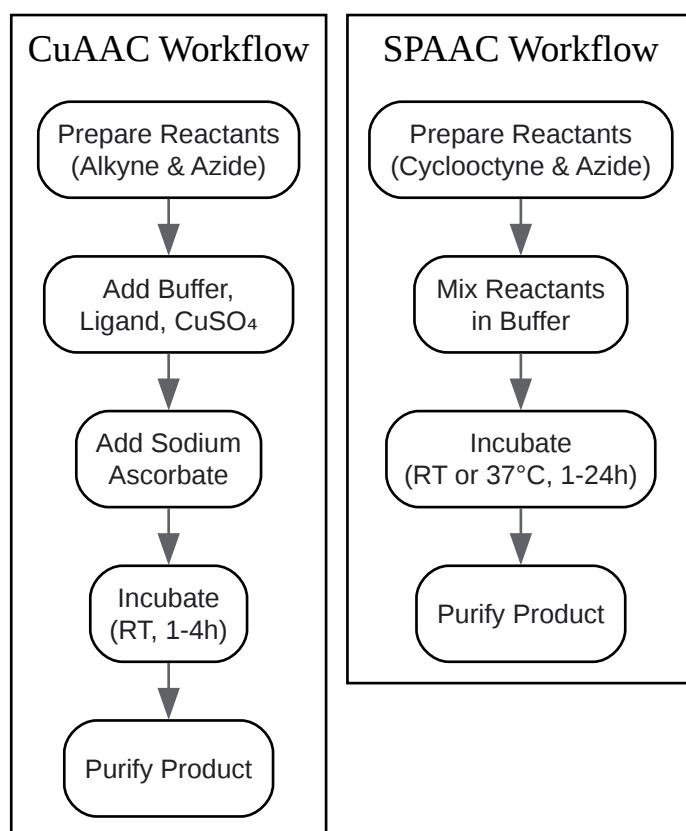 CuAAC Workflow
Prepare Reactants
(Alkyne & Azide)
Add Buffer,
Ligand, CuSO₄
Add Sodium
Ascorbate
Incubate
(RT, 1-4h)
Purify Product
SPAAC Workflow
Prepare Reactants
(Cyclooctyne & Azide)
Mix Reactants
in Buffer
Incubate
(RT or 37°C, 1-24h)
Purify Product